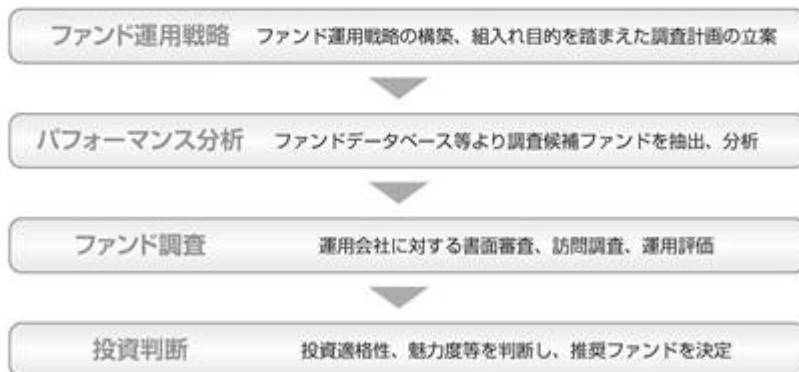 ファンド運用戦略 ファンド運用戦略の構築、組入れ目的を踏まえた調査計画の立案
パフォーマンス分析 ファンドデータベース等より調査候補ファンドを抽出、分析
ファンド調査 運用会社に対する書面審査、訪問調査、運用評価
投資判断 投資適格性、魅力度等を判断し、推奨ファンドを決定